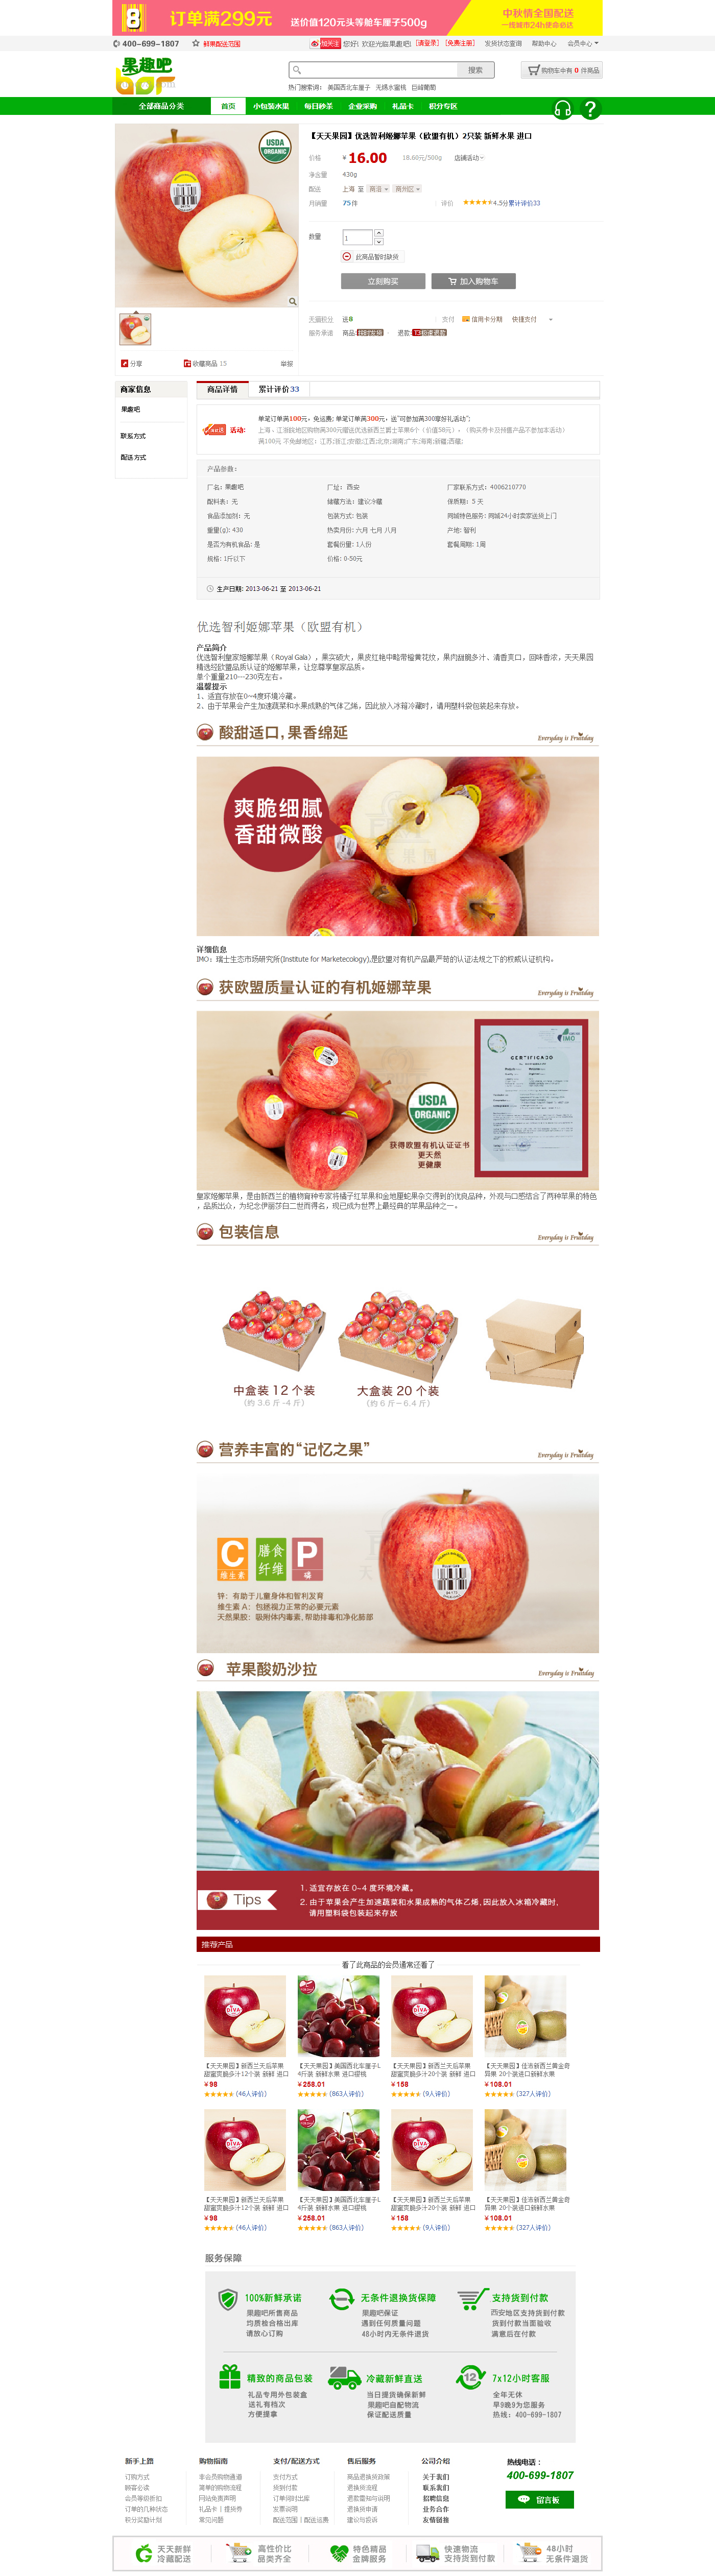 订单满299元
送价值120元头等舱车厘子500g
中秋情全国配送
一线城市24h使命必达
400-699-1807
鲜果配送范围
加关注 您好! 欢迎光临果趣吧! [请登录] [免费注册]
发货状态查询 帮助中心 会员中心
果趣吧
搜索
购物车中有 0 件商品
热门搜索词: 美国西北车厘子 无锡水蜜桃 巨峰葡萄
全部商品分类 首页 小包装水果 每日秒杀 企业采购 礼品卡 积分专区
【天天果园】优选智利姬娜苹果（欧盟有机）2只装 新鲜水果 进口
价格 ¥ 16.00 18.60元/500g 店铺活动
净含量 430g
配送 上海 至
月销量 75件 评价 4.5分 累计评价33
数量 1
此商品暂时缺货
立刻购买 加入购物车
支付 信用卡分期 快捷支付
服务承诺 商品: 按时发货 退款:
分享 收藏商品 15 举报
商家信息
果趣吧
联系方式
配送方式
商品详情 累计评价33
活动:
单笔订单满100元，免运费; 单笔订单满300元，送"可参加满300享好礼活动";
上海、江浙皖地区购物满300元赠送优选新西兰爵士苹果6个（价值58元），（购买券卡及待售产品不参加本活动）
满100元 不免邮地区: 江苏;浙江;安徽;江西;北京;湖南;广东;海南;新疆;西藏;
产品参数:
厂名: 果趣吧 厂址: 西安 厂家联系方式: 4006210770
配料表: 无 储藏方法: 建议冷藏 保质期: 5 天
食品添加剂: 无 包装方式: 包装 同城特色服务: 同城24小时卖家送货上门
重量(g): 430 热卖月份: 六月 七月 八月 产地: 智利
是否为有机食品: 是 套餐份量: 1人份 套餐周期: 1周
规格: 1斤以下 价格: 0-50元
生产日期: 2013-06-21 至 2013-06-21
优选智利姬娜苹果（欧盟有机）
产品简介
优选智利皇家姬娜苹果（Royal Gala），果实硕大，果皮红艳中略带橙黄花纹，果肉甜脆多汁、清香爽口，回味香浓，天天果园
精选经欧盟品质认证的姬娜苹果，让您尊享皇家品质。
单个重量210---230克左右。
温馨提示
1、适宜存放在0~4度环境冷藏。
2、由于苹果会产生加速蔬菜和水果成熟的气体乙烯，因此放入冰箱冷藏时，请用塑料袋包装起来存放。
酸甜适口,果香绵延
Everyday is Fruitday
爽脆细腻
香甜微酸
详细信息
IMO: 瑞士生态市场研究所(Institute for Marketecology),是欧盟对有机产品最严苛的认证法规之下的权威认证机构。
获欧盟质量认证的有机姬娜苹果
Everyday is Fruitday
USDA
ORGANIC
CERTIFICADO
IMO
获得欧盟有机认证证书
更天然
更健康
皇家姬娜苹果，是由新西兰的植物育种专家将橘子红苹果和金地厘蛇果杂交得到的优良品种，外观与口感结合了两种苹果的特色
，品质出众，为纪念伊丽莎白二世而得名，现已成为世界上最经典的苹果品种之一。
包装信息
Everyday is Fruitday
中盒装 12 个装
（约 3.6 斤 -4 斤）
大盒装 20 个装
（约 6 斤~ 6.4 斤）
营养丰富的“记忆之果”
Everyday is Fruitday
C
维生素
膳食
纤维
P
磷
锌：有助于儿童身体和智利发育
维生素 A：包拯视力正常的必要元素
天然果胶：吸附体内毒素,帮助排毒和净化肠部
苹果酸奶沙拉
Everyday is Fruitday
Tips
1. 适宜存放在 0~4 度环境冷藏。
2. 由于苹果会产生加速蔬菜和水果成熟的气体乙烯,因此放入冰箱冷藏时,
请用塑料袋包装起来存放
推荐产品
看了此商品的会员通常还看了
【天天果园】新西兰天后苹果 【天天果园】美国西北车厘子L 【天天果园】新西兰天后苹果 【天天果园】佳沛新西兰黄金奇
甜蜜爽脆多汁12个装 新鲜 进口 4斤装 新鲜水果 进口樱桃 甜蜜爽脆多汁20个装 新鲜 进口 异果 20个装进口新鲜水果
¥98 ¥258.01 ¥158 ¥108.01
(46人评价) (863人评价) (9人评价) (327人评价)
【天天果园】新西兰天后苹果 【天天果园】美国西北车厘子L 【天天果园】新西兰天后苹果 【天天果园】佳沛新西兰黄金奇
甜蜜爽脆多汁12个装 新鲜 进口 4斤装 新鲜水果 进口樱桃 甜蜜爽脆多汁20个装 新鲜 进口 异果 20个装进口新鲜水果
¥98 ¥258.01 ¥158 ¥108.01
(46人评价) (863人评价) (9人评价) (327人评价)
服务保障
100%新鲜承诺 无条件退换货保障 支持货到付款
果趣吧所售商品 果趣吧保证 西安地区支持货到付款
均质检合格出库 遇到任何质量问题 货到付款当面验收
请放心订购 48小时内无条件退货 满意后在付款
精致的商品包装 冷藏新鲜直送 7x12小时客服
礼品专用外包装盒 当日提货确保新鲜 全年无休
送礼有档次 果趣吧自配物流 早9晚9为您服务
方便提拿 保证配送质量 热线: 400-699-1807
新手上路 购物指南 支付/配送方式 售后服务 公司介绍 热线电话：
订购方式 非会员购物通道 支付方式 商品退换货政策 关于我们
顾客必读 简单的购物流程 货到付款 退换货流程 联系我们
会员等级折扣 网站免责声明 订单何时出库 退款需知与说明 招聘信息
订单的几种状态 礼品卡 | 提货券 发票说明 退换货申请 业务合作
积分奖励计划 常见问题 配送范围 | 配送运费 建议与投诉 友情链接
400-699-1807
留言板
天天新鲜 高性价比 特色精品 快速物流 48小时
冷藏配送 品类齐全 金牌服务 支持货到付款 无条件退货